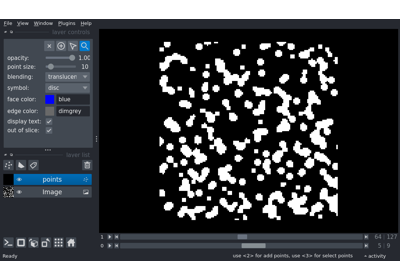 File View Window Plugins Help
layer controls
opacity: 1.00
point size: 10
blending: translucen
symbol: disc
face color: blue
edge color: dimgrey
display text:
out of slice:
layer list
points
Image
1 64 127
0 5 9
Ready use <2> for add points, use <3> for select points activity